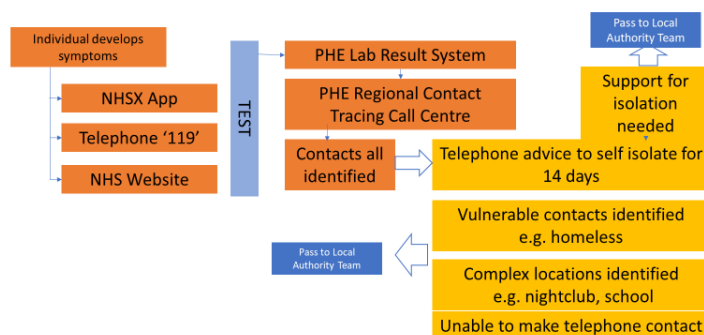 Individual develops
symptoms
NHSX App
Telephone ‘119’
NHS Website
TEST
PHE Lab Result System
PHE Regional Contact
Tracing Call Centre
Contacts all
identified
Pass to Local
Authority Team
Support for
isolation
needed
Telephone advice to self isolate for
14 days
Vulnerable contacts identified
e.g. homeless
Pass to Local
Authority Team
Complex locations identified
e.g. nightclub, school
Unable to make telephone contact